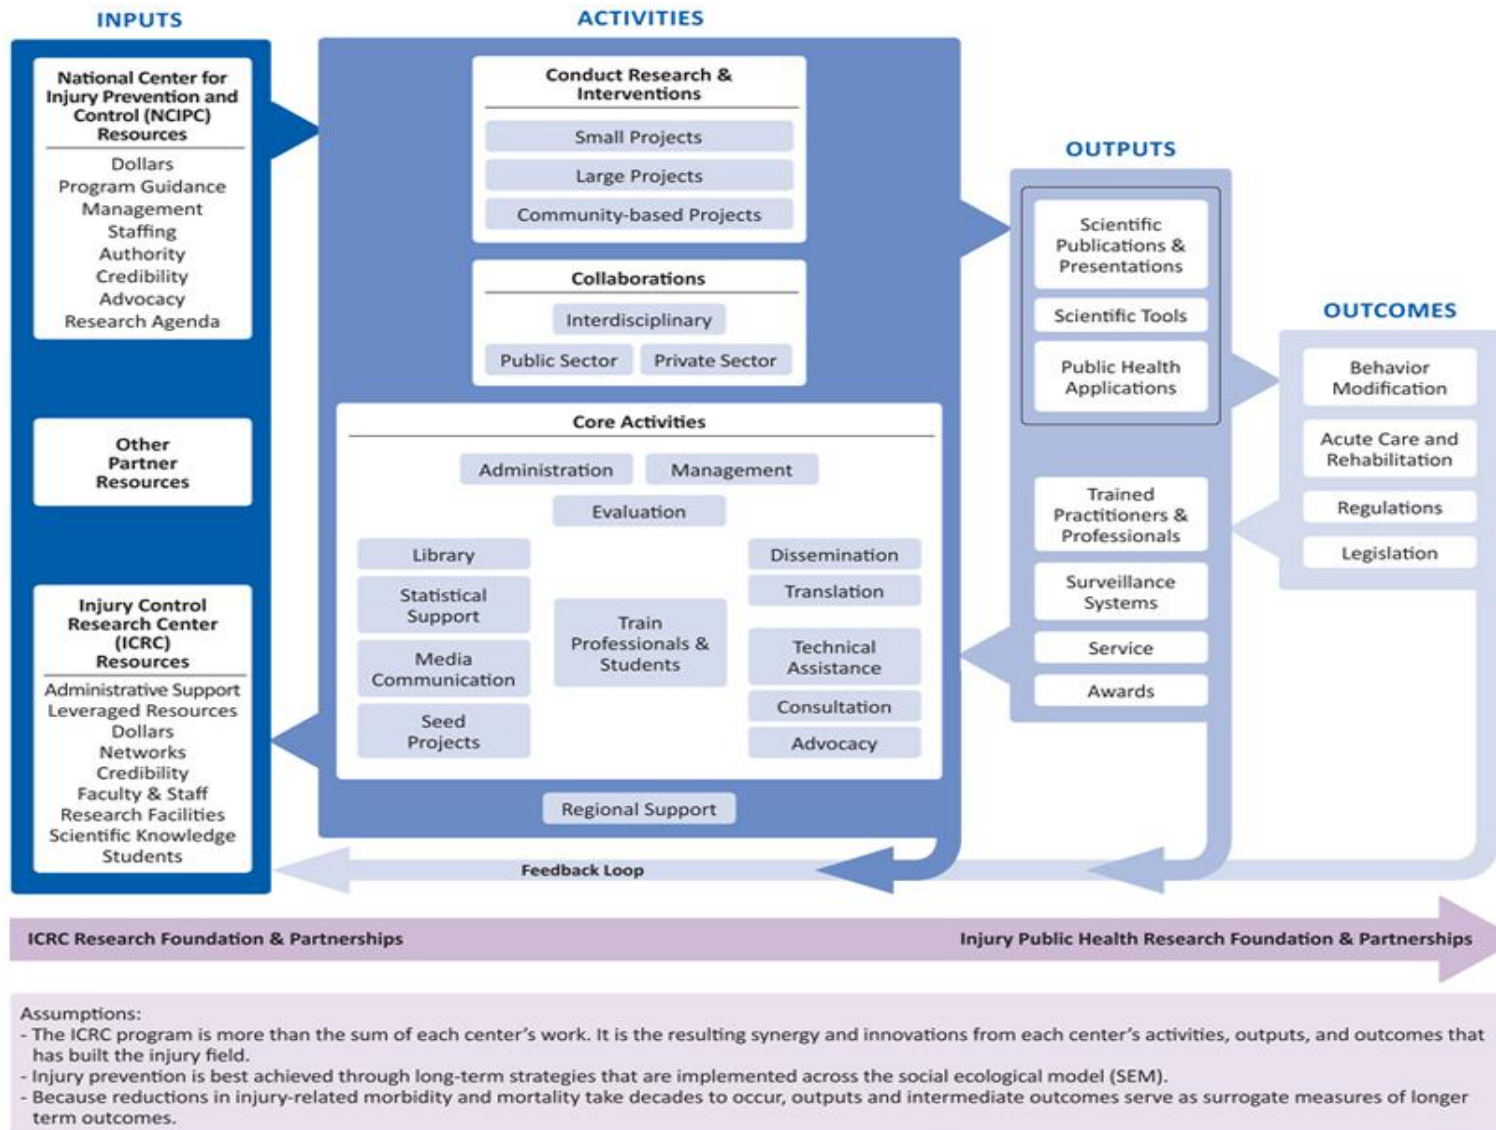 INPUTS
National Center for
Injury Prevention and
Control (NCIPC)
Resources
Dollars
Program Guidance
Management
Staffing
Authority
Credibility
Advocacy
Research Agenda
Other
Partner
Resources
Injury Control
Research Center
(ICRC)
Resources
Administrative Support
Leveraged Resources
Dollars
Networks
Credibility
Faculty & Staff
Research Facilities
Scientific Knowledge
Students
ACTIVITIES
Conduct Research &
Interventions
Small Projects
Large Projects
Community-based Projects
Collaborations
Interdisciplinary
Public Sector
Private Sector
Core Activities
Administration
Management
Evaluation
Library
Statistical
Support
Media
Communication
Seed
Projects
Train
Professionals &
Students
Dissemination
Translation
Technical
Assistance
Consultation
Advocacy
Regional Support
OUTPUTS
Scientific
Publications &
Presentations
Scientific Tools
Public Health
Applications
Trained
Practitioners &
Professionals
Surveillance
Systems
Service
Awards
OUTCOMES
Behavior
Modification
Acute Care and
Rehabilitation
Regulations
Legislation
Feedback Loop
ICRC Research Foundation & Partnerships
Injury Public Health Research Foundation & Partnerships
Assumptions:
- The ICRC program is more than the sum of each center's work. It is the resulting synergy and innovations from each center's activities, outputs, and outcomes that
has built the injury field.
- Injury prevention is best achieved through long-term strategies that are implemented across the social ecological model (SEM).
- Because reductions in injury-related morbidity and mortality take decades to occur, outputs and intermediate outcomes serve as surrogate measures of longer
term outcomes.